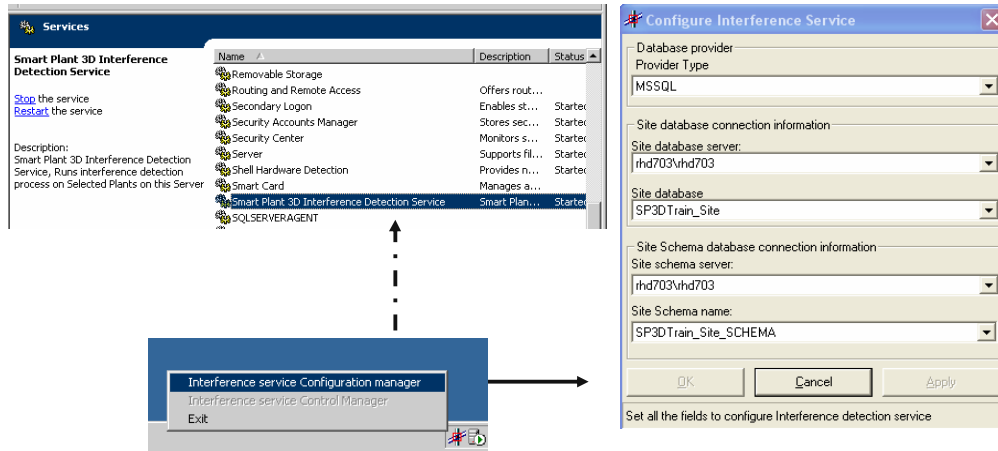 Services
Smart Plant 3D Interference
Detection Service
Stop the service
Restart the service
Description:
Smart Plant 3D Interference Detection
Service, Runs interference detection
process on Selected Plants on this Server
Name Description Status
Removable Storage
Routing and Remote Access Offers rout...
Secondary Logon Enables st... Started
Security Accounts Manager Stores sec... Started
Security Center Monitors s... Started
Server Supports fil... Started
Shell Hardware Detection Provides n... Started
Smart Card Manages a...
Smart Plant 3D Interference Detection Service Smart Plan... Started
SQLSERVERAGENT
Interference service Configuration manager
Interference service Control Manager
Exit
Configure Interference Service
Database provider
Provider Type
MSSQL
Site database connection information
Site database server:
rhd703\rhd703
Site database
SP3DTrain_Site
Site Schema database connection information
Site schema server:
rhd703\rhd703
Site Schema name:
SP3DTrain_Site_SCHEMA
OK Cancel Apply
Set all the fields to configure Interference detection service